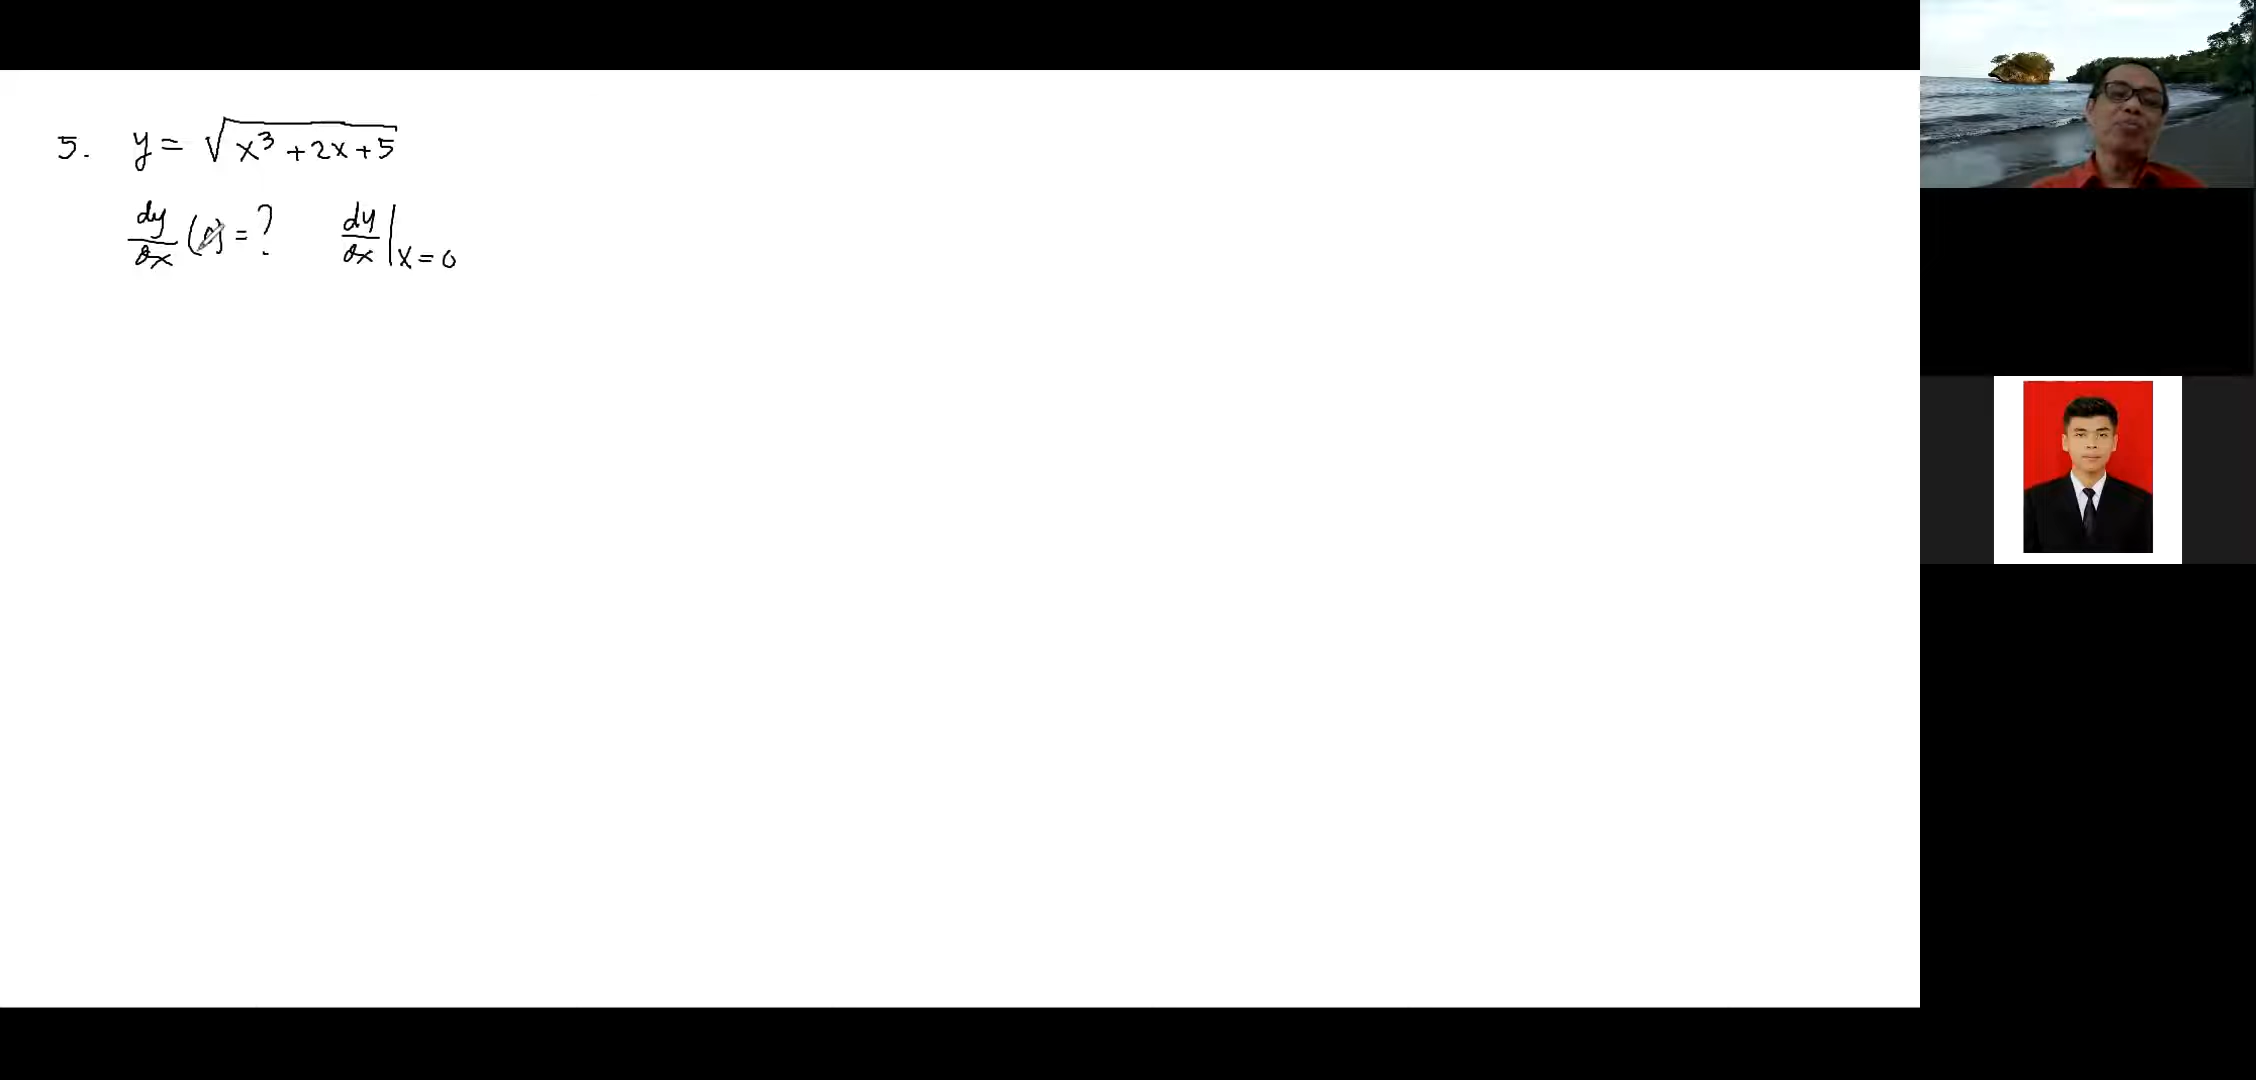 5. y = √(x³ + 2x + 5)
dy/dx (0) = ? dy/dx |x = 0